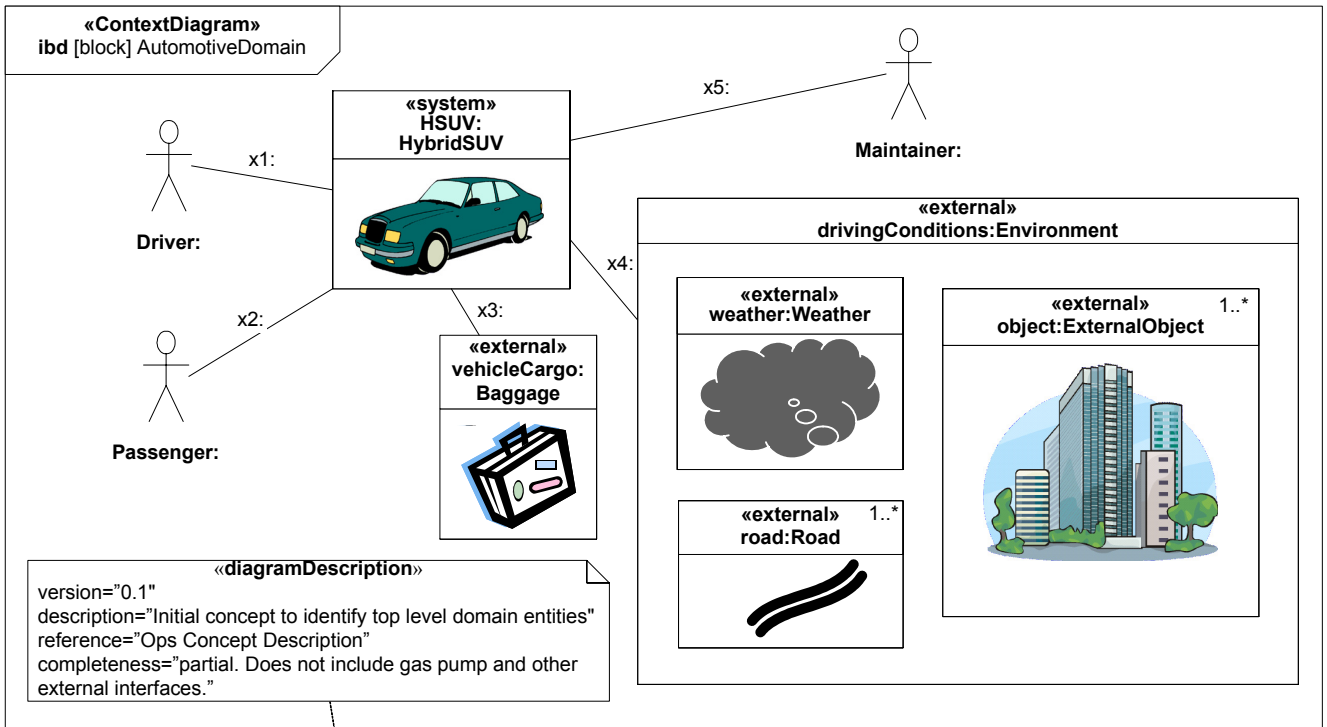 «ContextDiagram»
ibd [block] AutomotiveDomain
x5:
«system»
HSUV:
HybridSUV
Maintainer:
x1:
Driver:
«external»
drivingConditions:Environment
x4:
«external»
weather:Weather
«external» 1..*
object:ExternalObject
x2:
x3:
«external»
vehicleCargo:
Baggage
Passenger:
«external» 1..*
road:Road
«diagramDescription»
version=”0.1"
description=”Initial concept to identify top level domain entities"
reference=”Ops Concept Description”
completeness=”partial. Does not include gas pump and other
external interfaces.”